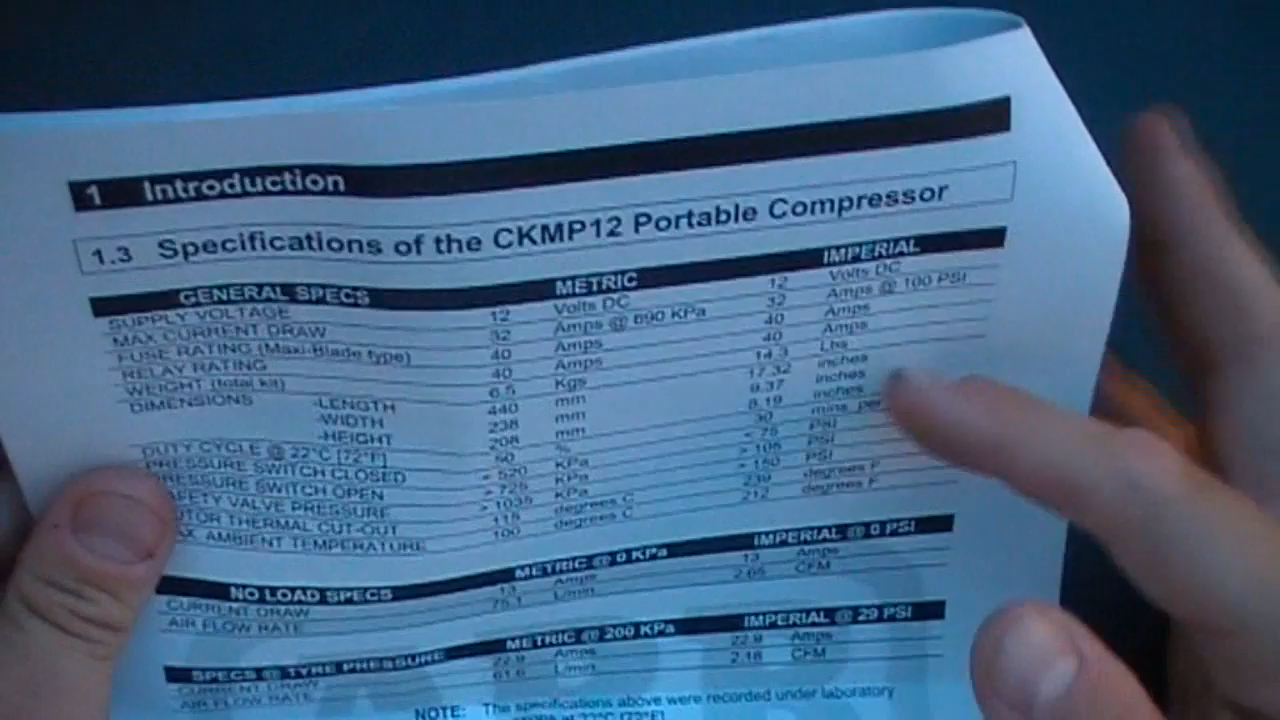 1 Introduction
1.3 Specifications of the CKMP12 Portable Compressor
GENERAL SPECS METRIC IMPERIAL
SUPPLY VOLTAGE 12 Volts DC 12 Volts DC
MAX CURRENT DRAW 32 Amps @ 690 KPa 32 Amps @ 100 PSI
FUSE RATING (Maxi-Blade type) 40 Amps 40 Amps
RELAY RATING 40 Amps 40 Amps
WEIGHT (total kit) 6.5 Kgs 14.3 Lbs
DIMENSIONS -LENGTH 440 mm 17.32 inches
-WIDTH 238 mm 9.37 inches
-HEIGHT 208 mm 8.19 inches
DUTY CYCLE @ 22°C [72°F] 50 % 30 mins per
PRESSURE SWITCH CLOSED < 520 KPa < 75 PSI
PRESSURE SWITCH OPEN > 725 KPa > 105 PSI
AFETY VALVE PRESSURE > 1035 KPa > 150 PSI
TOR THERMAL CUT-OUT 115 degrees C 239 degrees F
AX. AMBIENT TEMPERATURE 100 degrees C 212 degrees F
NO LOAD SPECS METRIC @ 0 KPa IMPERIAL @ 0 PSI
CURRENT DRAW 13 Amps 13 Amps
AIR FLOW RATE 75.1 L/min 2.65 CFM
SPECS @ TYRE PRESSURE METRIC @ 200 KPa IMPERIAL @ 29 PSI
CURRENT DRAW 22.9 Amps 22.9 Amps
AIR FLOW RATE 61.6 L/min 2.18 CFM
NOTE: The specifications above were recorded under laboratory
at 22°C [72°F]